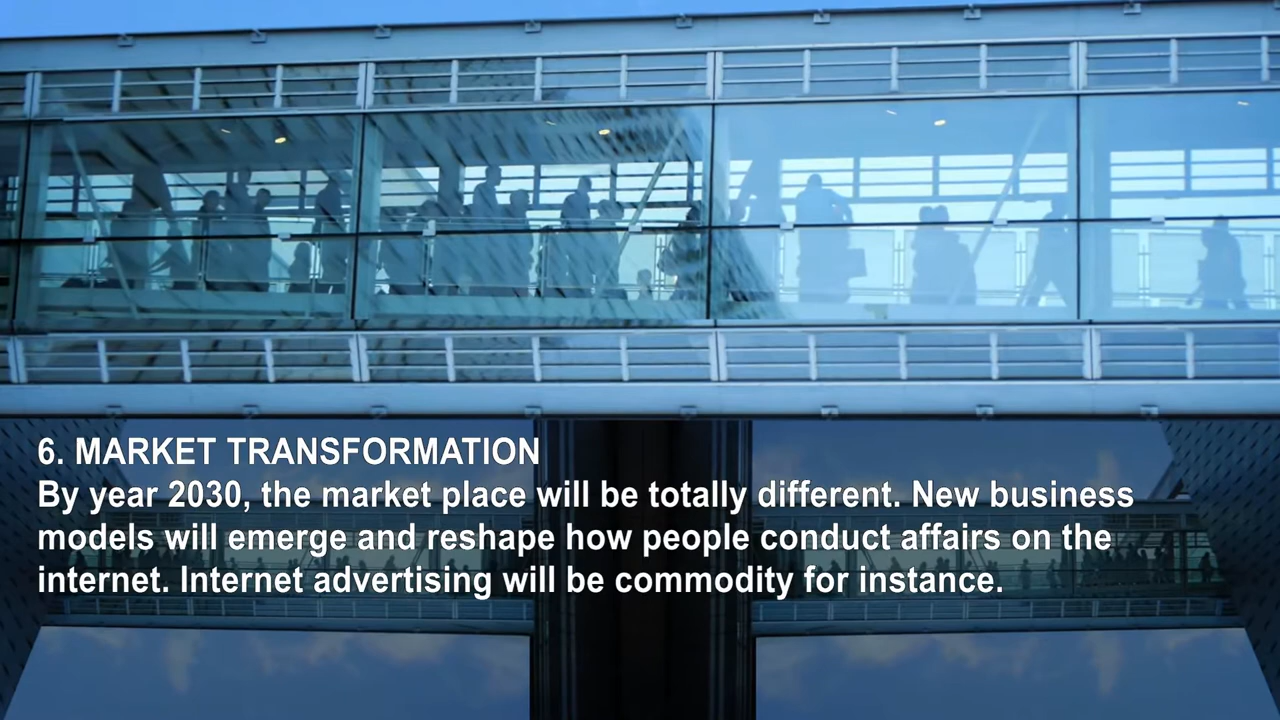 6. MARKET TRANSFORMATION
By year 2030, the market place will be totally different. New business
models will emerge and reshape how people conduct affairs on the
internet. Internet advertising will be commodity for instance.